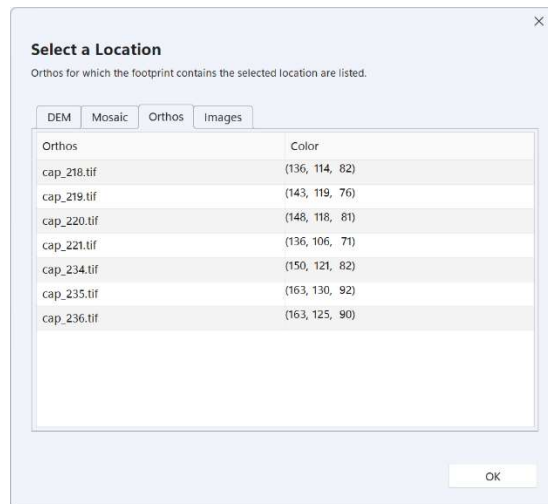 Select a Location
Orthos for which the footprint contains the selected location are listed.
DEM Mosaic Orthos Images
Orthos Color
cap_218.tif (136, 114, 82)
cap_219.tif (143, 119, 76)
cap_220.tif (148, 118, 81)
cap_221.tif (136, 106, 71)
cap_234.tif (150, 121, 82)
cap_235.tif (163, 130, 92)
cap_236.tif (163, 125, 90)
OK